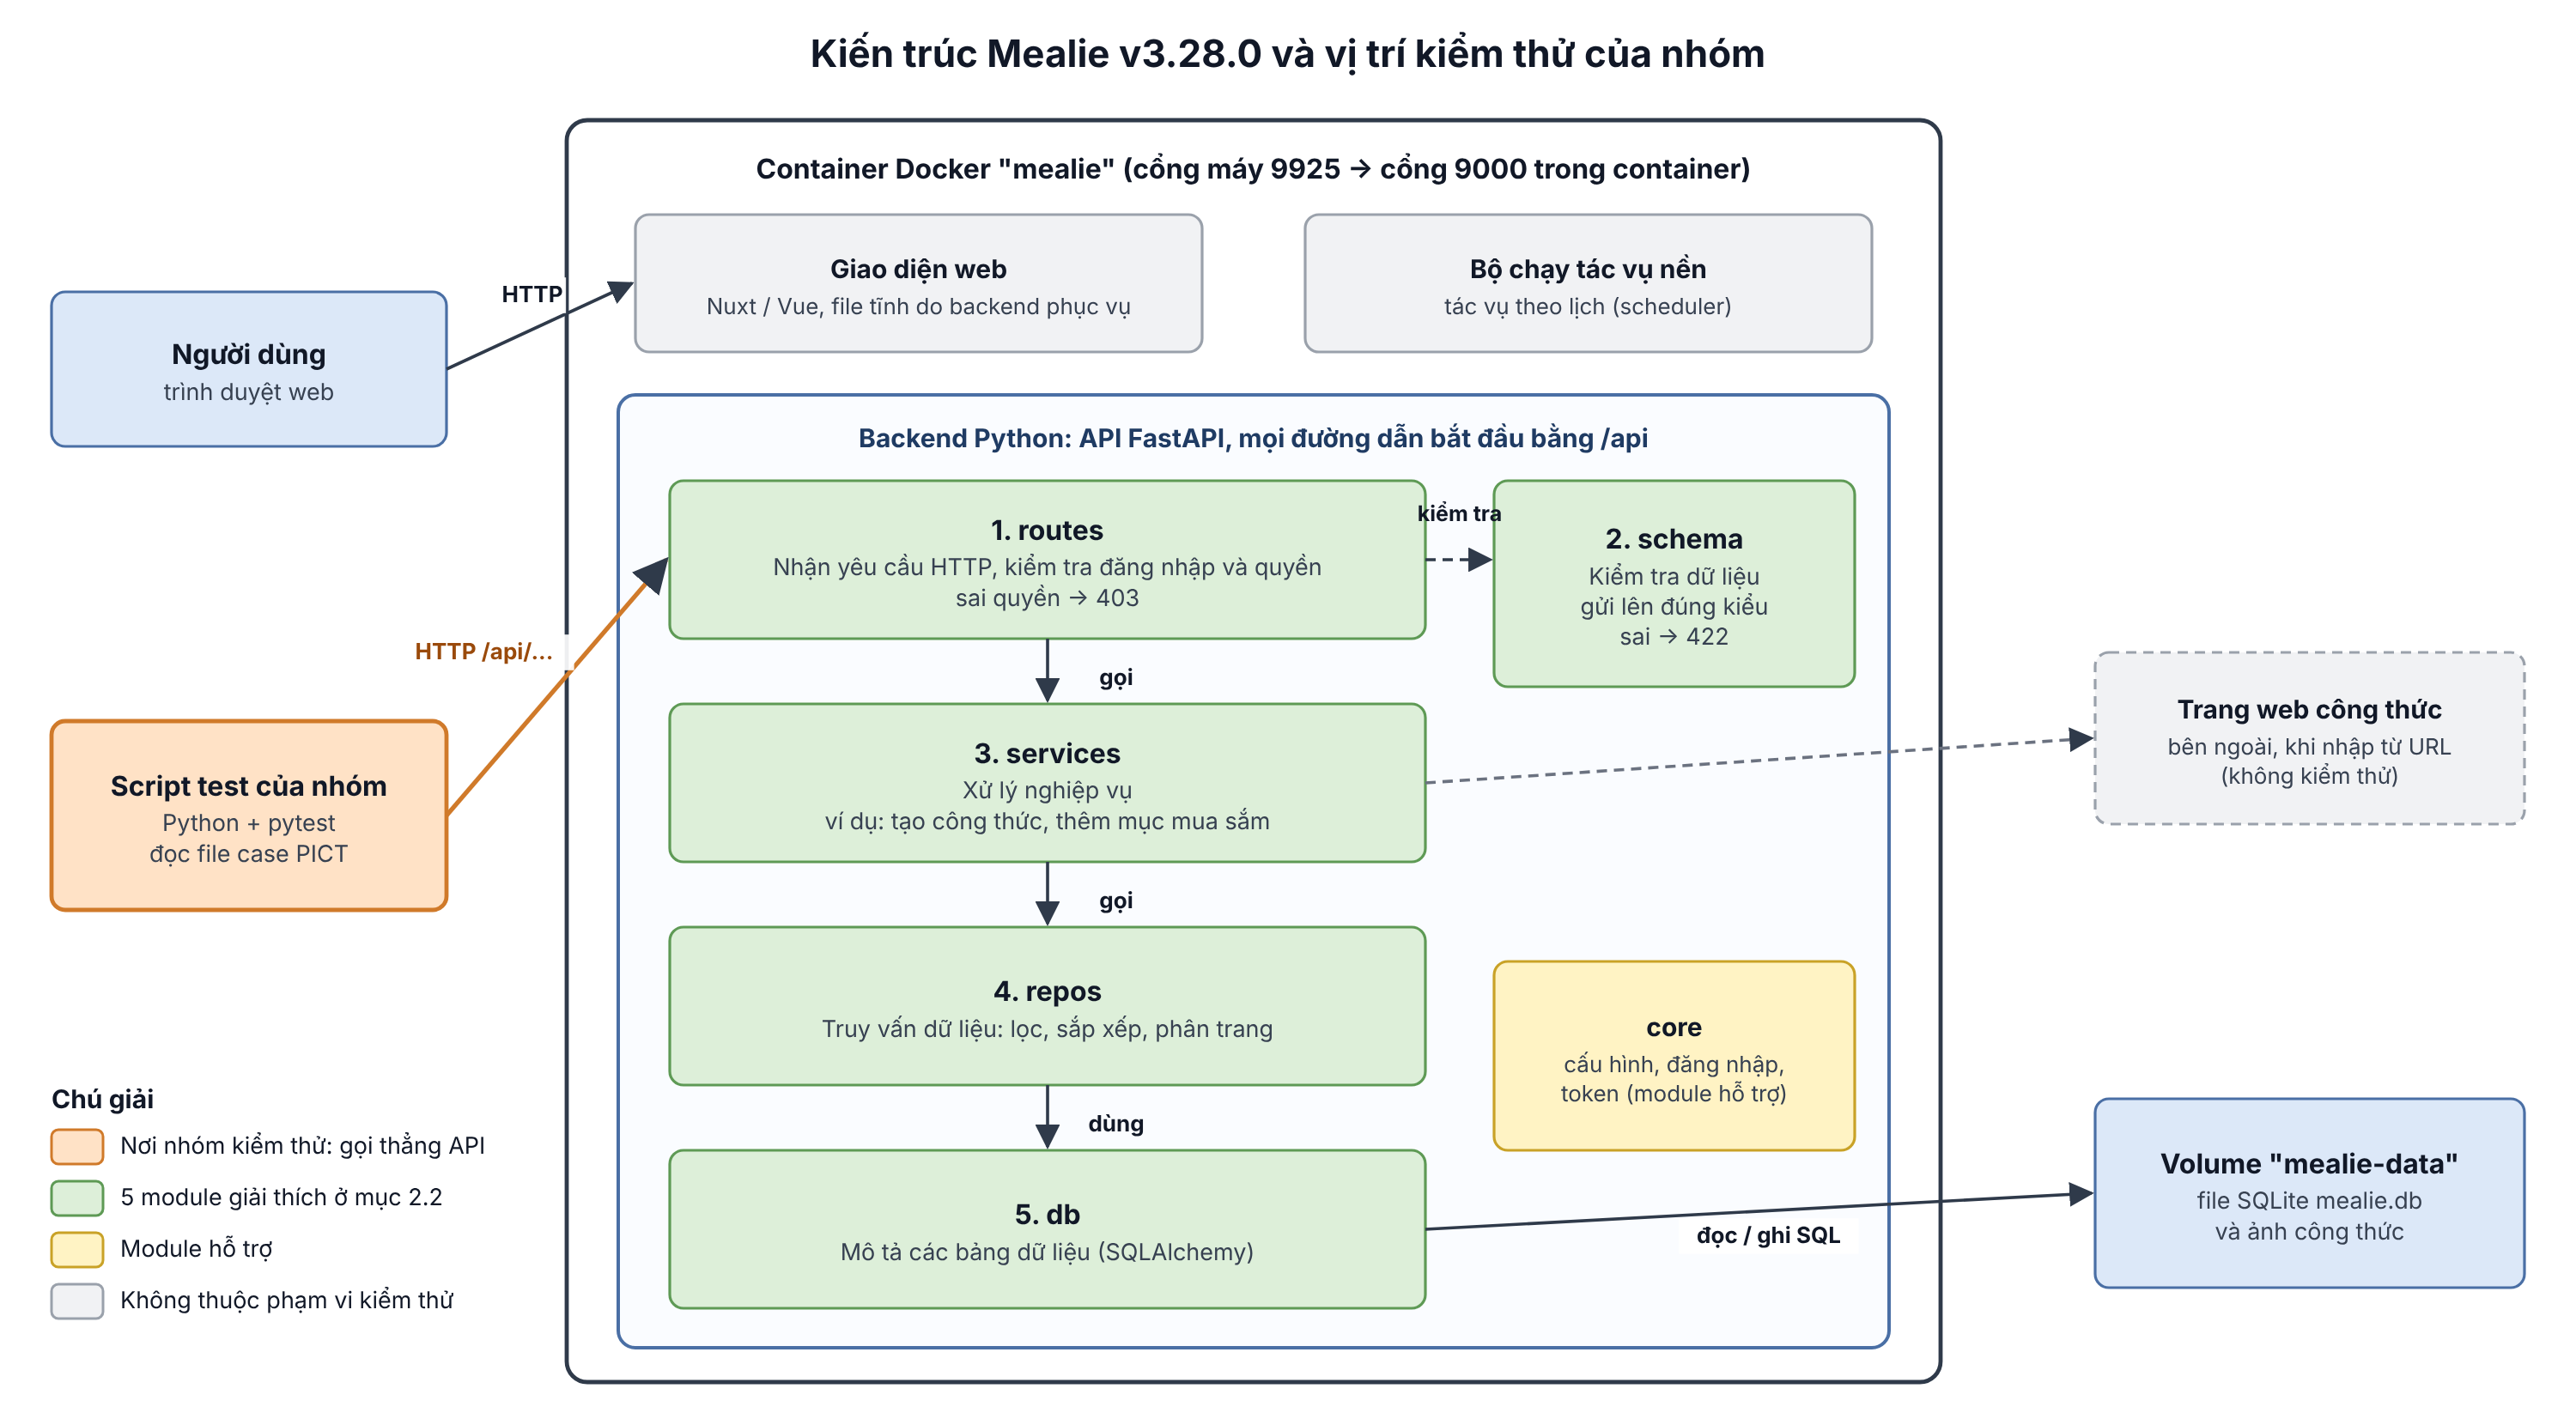 Kiến trúc Mealie v3.28.0 và vị trí kiểm thử của nhóm
Container Docker "mealie" (cổng máy 9925 → cổng 9000 trong container)
Giao diện web
Nuxt / Vue, file tĩnh do backend phục vụ
Bộ chạy tác vụ nền
tác vụ theo lịch (scheduler)
HTTP
Người dùng
trình duyệt web
Backend Python: API FastAPI, mọi đường dẫn bắt đầu bằng /api
1. routes
Nhận yêu cầu HTTP, kiểm tra đăng nhập và quyền
sai quyền → 403
kiểm tra
2. schema
Kiểm tra dữ liệu
gửi lên đúng kiểu
sai → 422
HTTP /api/...
gọi
Script test của nhóm
Python + pytest
đọc file case PICT
3. services
Xử lý nghiệp vụ
ví dụ: tạo công thức, thêm mục mua sắm
Trang web công thức
bên ngoài, khi nhập từ URL
(không kiểm thử)
gọi
4. repos
Truy vấn dữ liệu: lọc, sắp xếp, phân trang
core
cấu hình, đăng nhập,
token (module hỗ trợ)
dùng
5. db
Mô tả các bảng dữ liệu (SQLAlchemy)
đọc / ghi SQL
Volume "mealie-data"
file SQLite mealie.db
và ảnh công thức
Chú giải
Nơi nhóm kiểm thử: gọi thẳng API
5 module giải thích ở mục 2.2
Module hỗ trợ
Không thuộc phạm vi kiểm thử